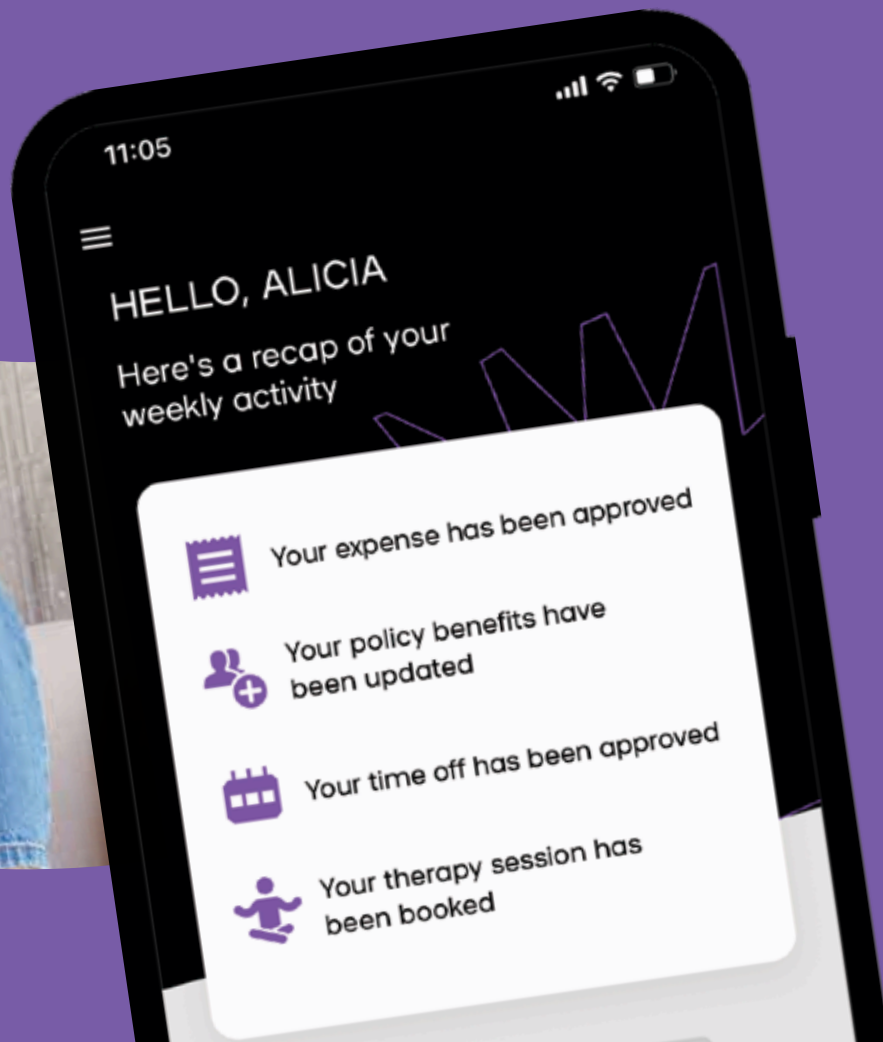 11:05
HELLO, ALICIA
Here's a recap of your
weekly activity
Your expense has been approved
Your policy benefits have
been updated
Your time off has been approved
Your therapy session has
been booked